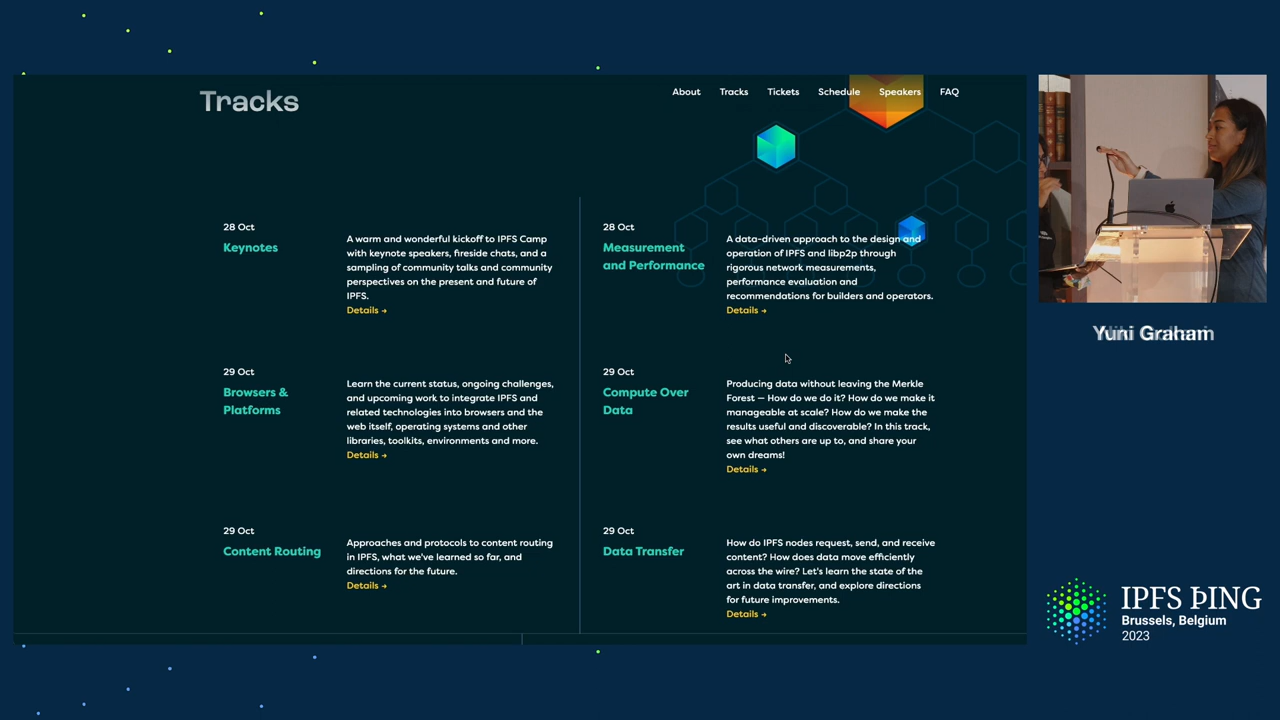 Tracks
About Tracks Tickets Schedule Speakers FAQ
28 Oct
Keynotes
A warm and wonderful kickoff to IPFS Camp
with keynote speakers, fireside chats, and a
sampling of community talks and community
perspectives on the present and future of
IPFS.
Details →
28 Oct
Measurement
and Performance
A data-driven approach to the design and
operation of IPFS and libp2p through
rigorous network measurements,
performance evaluation and
recommendations for builders and operators.
Details →
29 Oct
Browsers &
Platforms
Learn the current status, ongoing challenges,
and upcoming work to integrate IPFS and
related technologies into browsers and the
web itself, operating systems and other
libraries, toolkits, environments and more.
Details →
29 Oct
Compute Over
Data
Producing data without leaving the Merkle
Forest — How do we do it? How do we make it
manageable at scale? How do we make the
results useful and discoverable? In this track,
see what others are up to, and share your
own dreams!
Details →
29 Oct
Content Routing
Approaches and protocols to content routing
in IPFS, what we've learned so far, and
directions for the future.
Details →
29 Oct
Data Transfer
How do IPFS nodes request, send, and receive
content? How does data move efficiently
across the wire? Let's learn the state of the
art in data transfer, and explore directions
for future improvements.
Details →
Yuni Graham
IPFS ÞING
Brussels, Belgium
2023